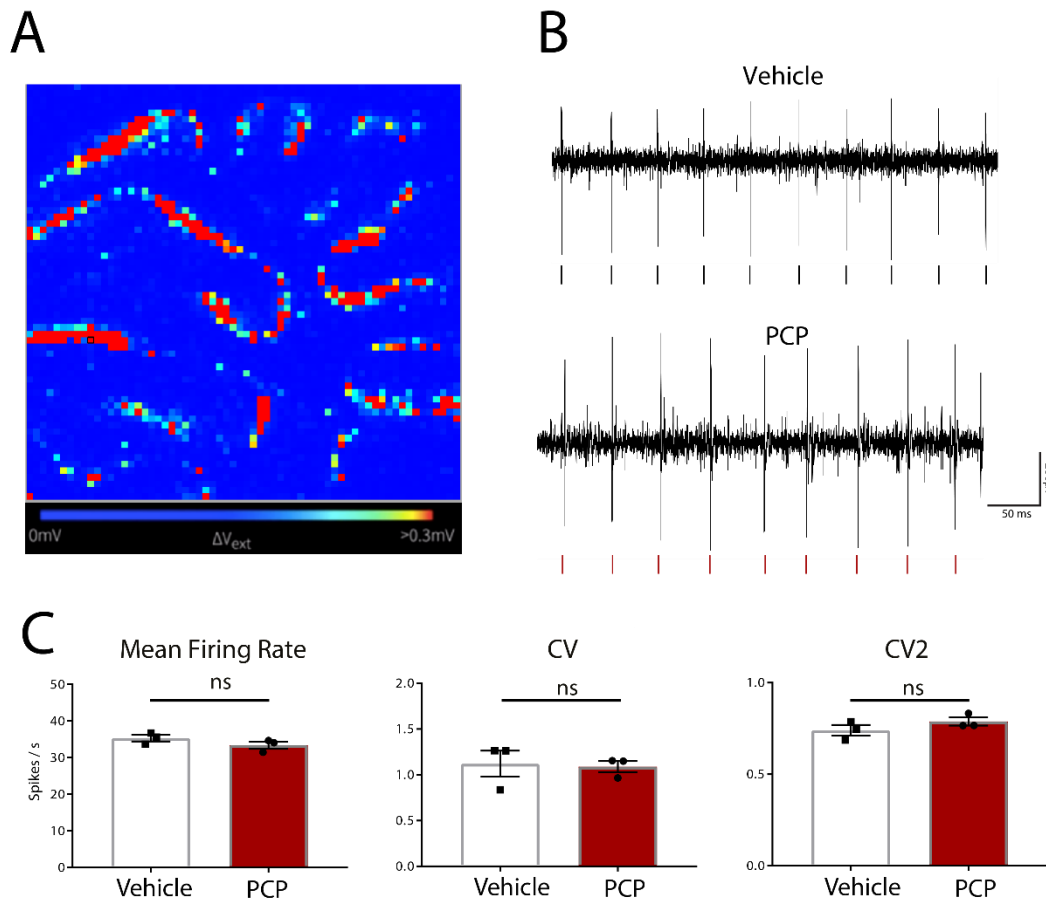 A
B
Vehicle
PCP
50 ms
0mV
ΔVext
>0.3mV
C
Mean Firing Rate
CV
CV2
ns
ns
ns
Spikes / s
50
40
30
20
10
0
2.0
1.5
1.0
0.5
0.0
1.0
0.5
0.0
Vehicle
PCP
Vehicle
PCP
Vehicle
PCP